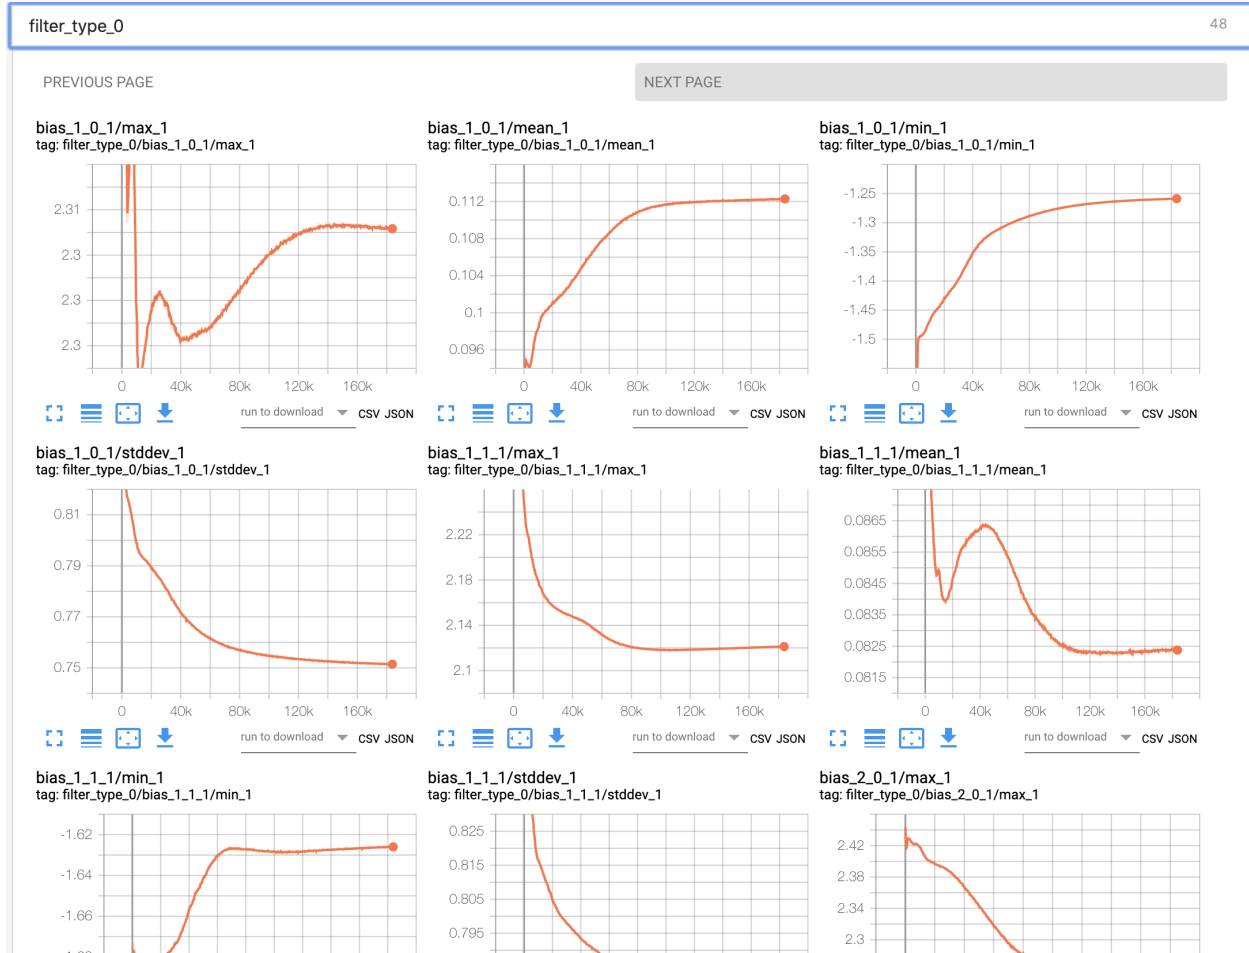 filter_type_0
48
PREVIOUS PAGE
NEXT PAGE
bias_1_0_1/max_1
tag: filter_type_0/bias_1_0_1/max_1
2.31
2.3
2.3
2.3
0 40k 80k 120k 160k
run to download CSV JSON
bias_1_0_1/mean_1
tag: filter_type_0/bias_1_0_1/mean_1
0.112
0.108
0.104
0.1
0.096
0 40k 80k 120k 160k
run to download CSV JSON
bias_1_0_1/min_1
tag: filter_type_0/bias_1_0_1/min_1
-1.25
-1.3
-1.35
-1.4
-1.45
-1.5
0 40k 80k 120k 160k
run to download CSV JSON
bias_1_0_1/stddev_1
tag: filter_type_0/bias_1_0_1/stddev_1
0.81
0.79
0.77
0.75
0 40k 80k 120k 160k
run to download CSV JSON
bias_1_1_1/max_1
tag: filter_type_0/bias_1_1_1/max_1
2.22
2.18
2.14
2.1
0 40k 80k 120k 160k
run to download CSV JSON
bias_1_1_1/mean_1
tag: filter_type_0/bias_1_1_1/mean_1
0.0865
0.0855
0.0845
0.0835
0.0825
0.0815
0 40k 80k 120k 160k
run to download CSV JSON
bias_1_1_1/min_1
tag: filter_type_0/bias_1_1_1/min_1
-1.62
-1.64
-1.66
bias_1_1_1/stddev_1
tag: filter_type_0/bias_1_1_1/stddev_1
0.825
0.815
0.805
0.795
bias_2_0_1/max_1
tag: filter_type_0/bias_2_0_1/max_1
2.42
2.38
2.34
2.3